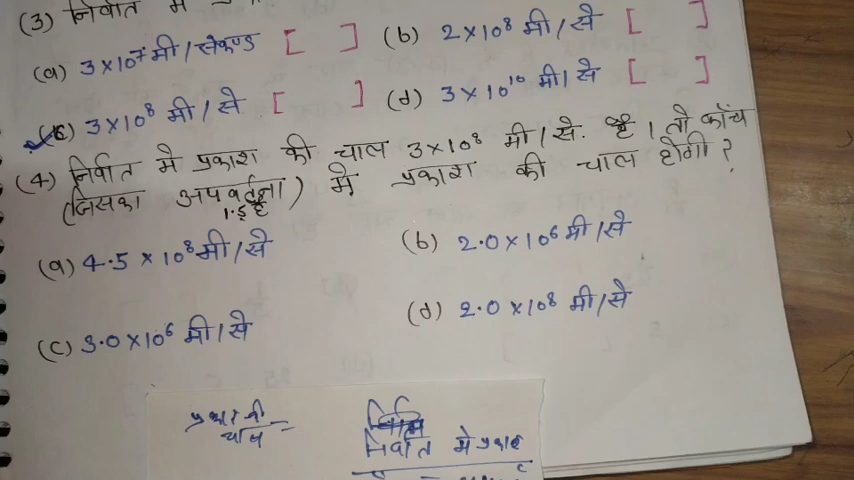 (3) निर्वात में
(a) 3×10⁷ मी/सेकण्ड [ ] (b) 2×10⁸ मी/से [ ]
(c) 3×10⁸ मी/से [ ] (d) 3×10¹⁰ मी/से [ ]
(4) निर्वात मे प्रकाश की चाल 3×10⁸ मी/से. है। तो काँच
(जिसका अपवर्तना) मे प्रकाश की चाल होगी?
1.5 है
(a) 4.5 × 10⁸ मी/से (b) 2.0×10⁶ मी/से
(c) 3.0×10⁶ मी/से (d) 2.0×10⁸ मी/से
प्रकाश की
चाल =
निर्वात मे प्रकाश